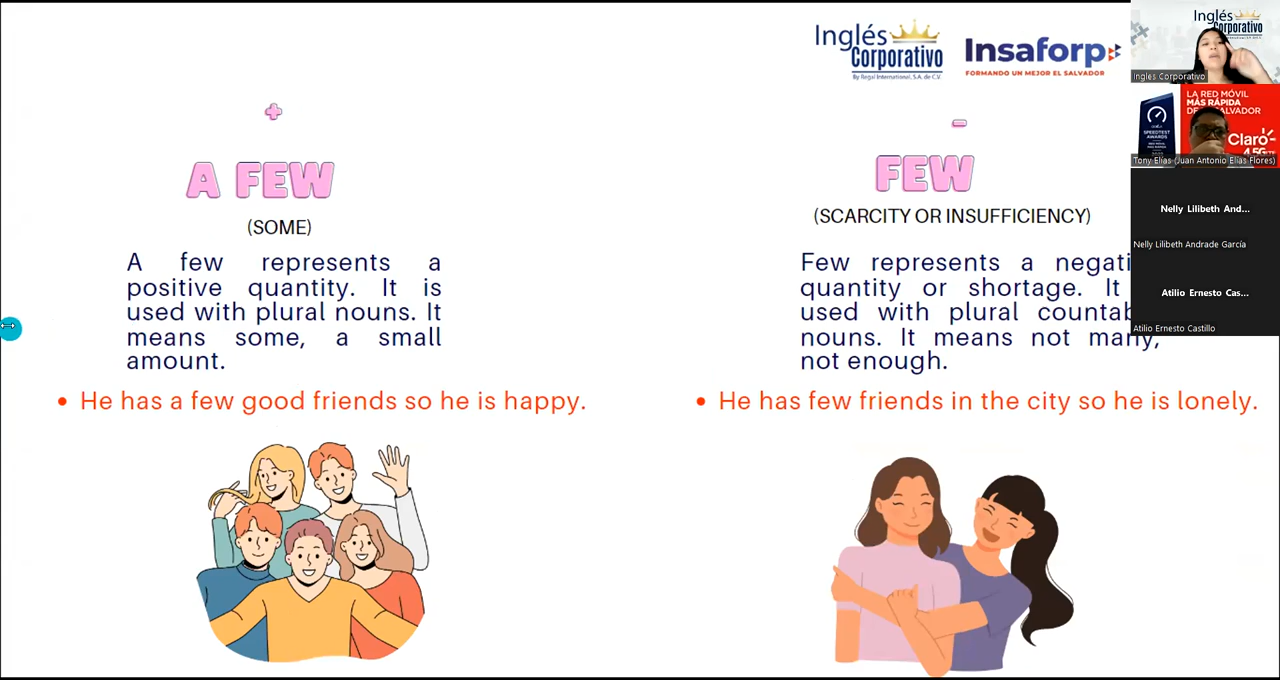 Inglés
Corporativo
By Regal International, S.A. de C.V.
Insaforp
FORMANDO UN MEJOR EL SALVADOR
+
A FEW
(SOME)
A few represents a
positive quantity. It is
used with plural nouns. It
means some, a small
amount.
• He has a few good friends so he is happy.
-
FEW
(SCARCITY OR INSUFFICIENCY)
Few represents a negati
quantity or shortage. It
used with plural countab
nouns. It means not many,
not enough.
• He has few friends in the city so he is lonely.
Inglés
Corporativo
Ingles Corporativo
SPEEDTEST
AWARDS
LA RED MÓVIL
MÁS RÁPIDA
DE SALVADOR
Claro
4.5G
Tony Elías (Juan Antonio Elías Flores)
Nelly Lilibeth And...
Nelly Lilibeth Andrade García
Atilio Ernesto Cas...
Atilio Ernesto Castillo